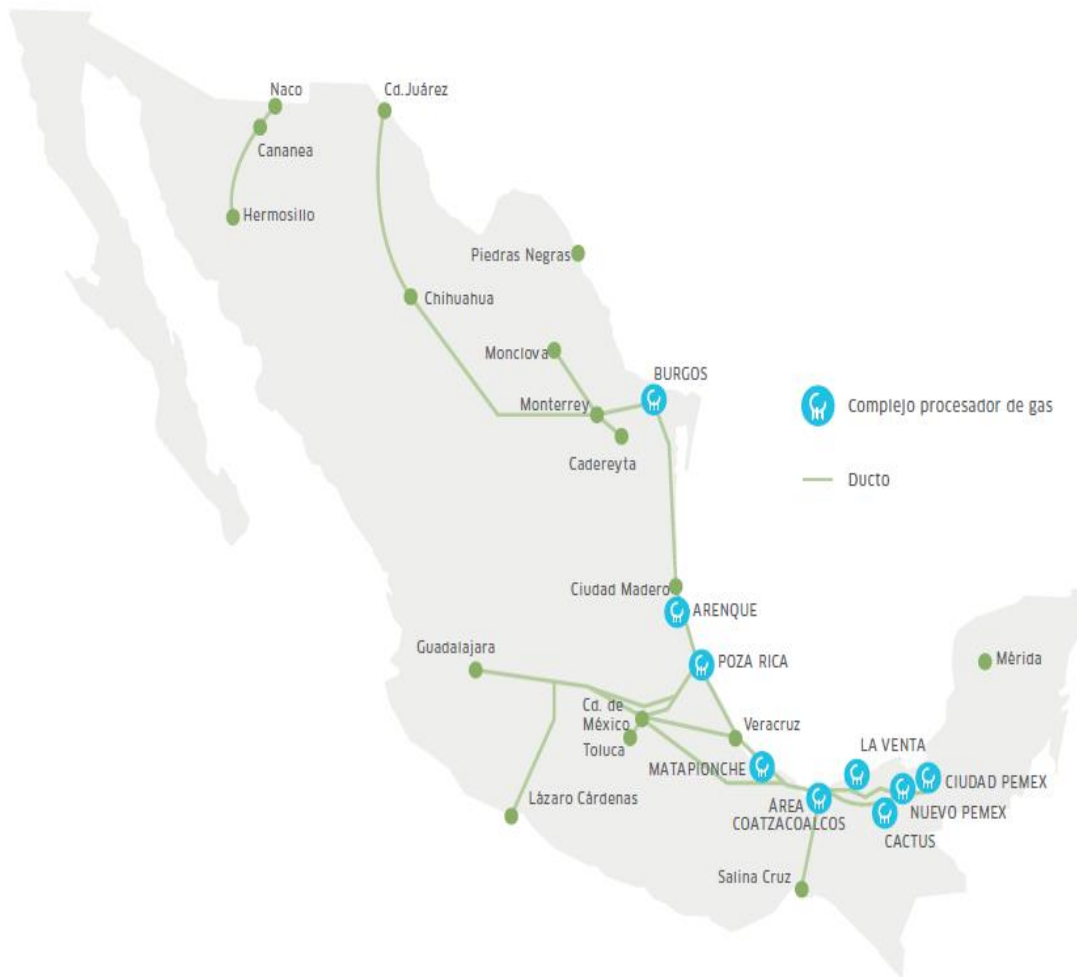 Naco
Cd.Juárez
Cananea
Hermosillo
Piedras Negras
Chihuahua
Monclova
BURGOS
Monterrey
Complejo procesador de gas
Cadereyta
Ducto
Ciudad Madero
ARENQUE
Guadalajara
POZA RICA
Mérida
Cd. de
México
Veracruz
Toluca
LA VENTA
MATAPIONCHE
CIUDAD PEMEX
Lázaro Cárdenas
ÁREA
COATZACOALCOS
NUEVO PEMEX
CACTUS
Salina Cruz